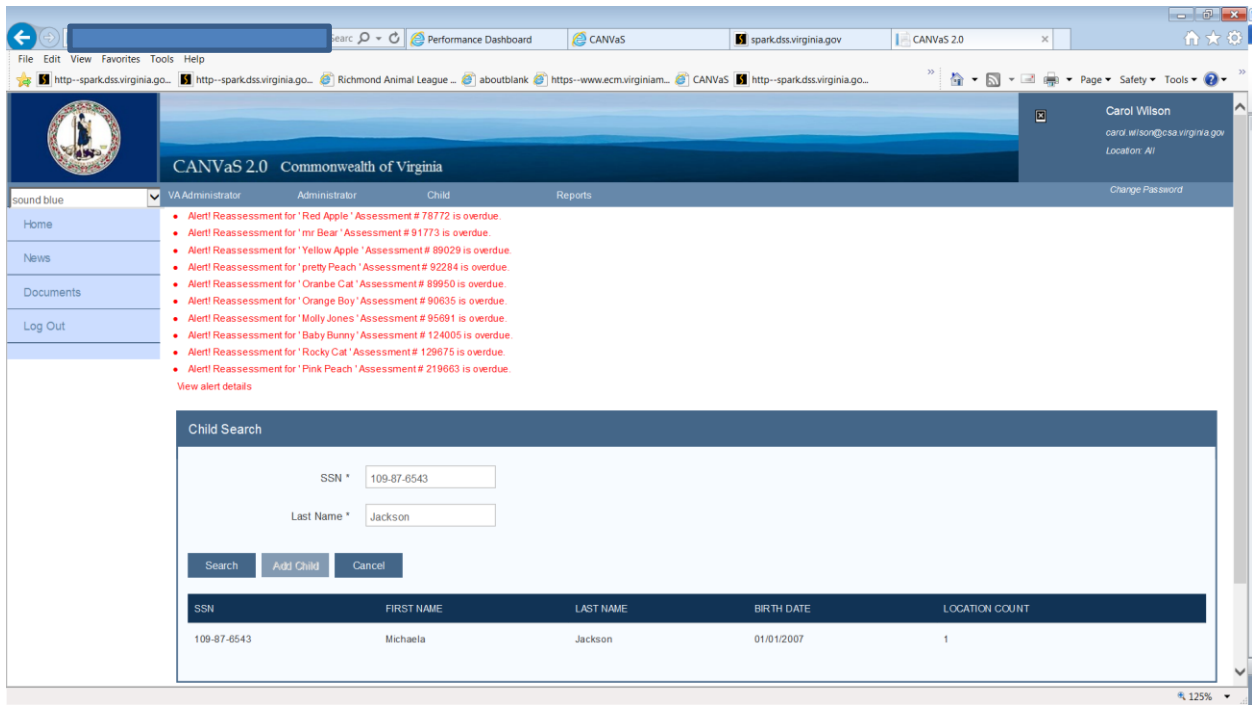 Searc
Performance Dashboard
CANVaS
spark.dss.virginia.gov
CANVaS 2.0
File Edit View Favorites Tools Help
http--spark.dss.virginia.go... http--spark.dss.virginia.go... Richmond Animal League ... aboutblank https--www.ecm.virginiam... CANVaS http--spark.dss.virginia.go... Page Safety Tools
Carol Wilson
carol.wilson@csa.virginia.gov
Location: All
CANVaS 2.0 Commonwealth of Virginia
Change Password
sound blue
VA Administrator Administrator Child Reports
Home
News
Documents
Log Out
• Alert! Reassessment for ' Red Apple ' Assessment # 78772 is overdue.
• Alert! Reassessment for ' mr Bear ' Assessment # 91773 is overdue.
• Alert! Reassessment for ' Yellow Apple ' Assessment # 89029 is overdue.
• Alert! Reassessment for ' pretty Peach ' Assessment # 92284 is overdue.
• Alert! Reassessment for ' Oranbe Cat ' Assessment # 89950 is overdue.
• Alert! Reassessment for ' Orange Boy ' Assessment # 90635 is overdue.
• Alert! Reassessment for ' Molly Jones ' Assessment # 95691 is overdue.
• Alert! Reassessment for ' Baby Bunny ' Assessment # 124005 is overdue.
• Alert! Reassessment for ' Rocky Cat ' Assessment # 129675 is overdue.
• Alert! Reassessment for ' Pink Peach ' Assessment # 219663 is overdue.
View alert details
Child Search
SSN * 109-87-6543
Last Name * Jackson
Search Add Child Cancel
SSN FIRST NAME LAST NAME BIRTH DATE LOCATION COUNT
109-87-6543 Michaela Jackson 01/01/2007 1
125%